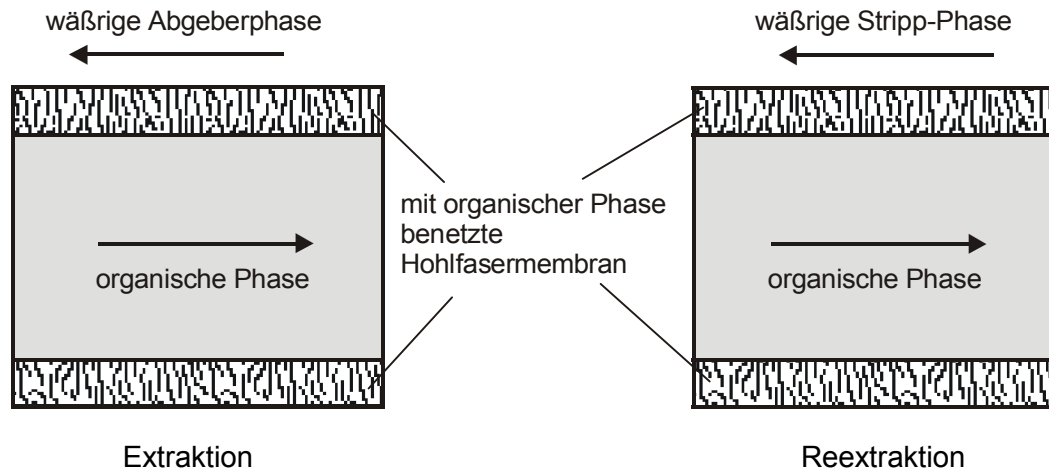 wäßrige Abgeberphase
wäßrige Stripp-Phase
mit organischer Phase
benetzte
Hohlfasermembran
organische Phase
organische Phase
Extraktion
Reextraktion